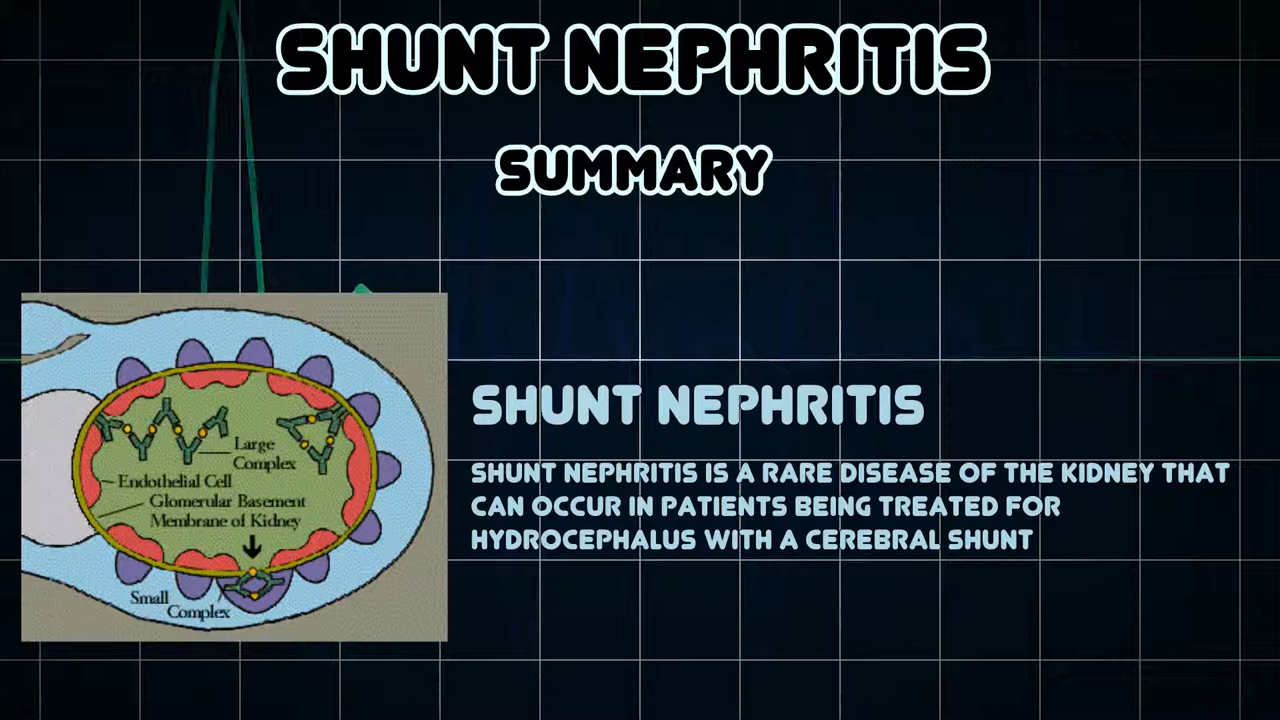 SHUNT NEPHRITIS
SUMMARY
Large
Complex
Endothelial Cell
Glomerular Basement
Membrane of Kidney
Small
Complex
SHUNT NEPHRITIS
SHUNT NEPHRITIS IS A RARE DISEASE OF THE KIDNEY THAT
CAN OCCUR IN PATIENTS BEING TREATED FOR
HYDROCEPHALUS WITH A CEREBRAL SHUNT